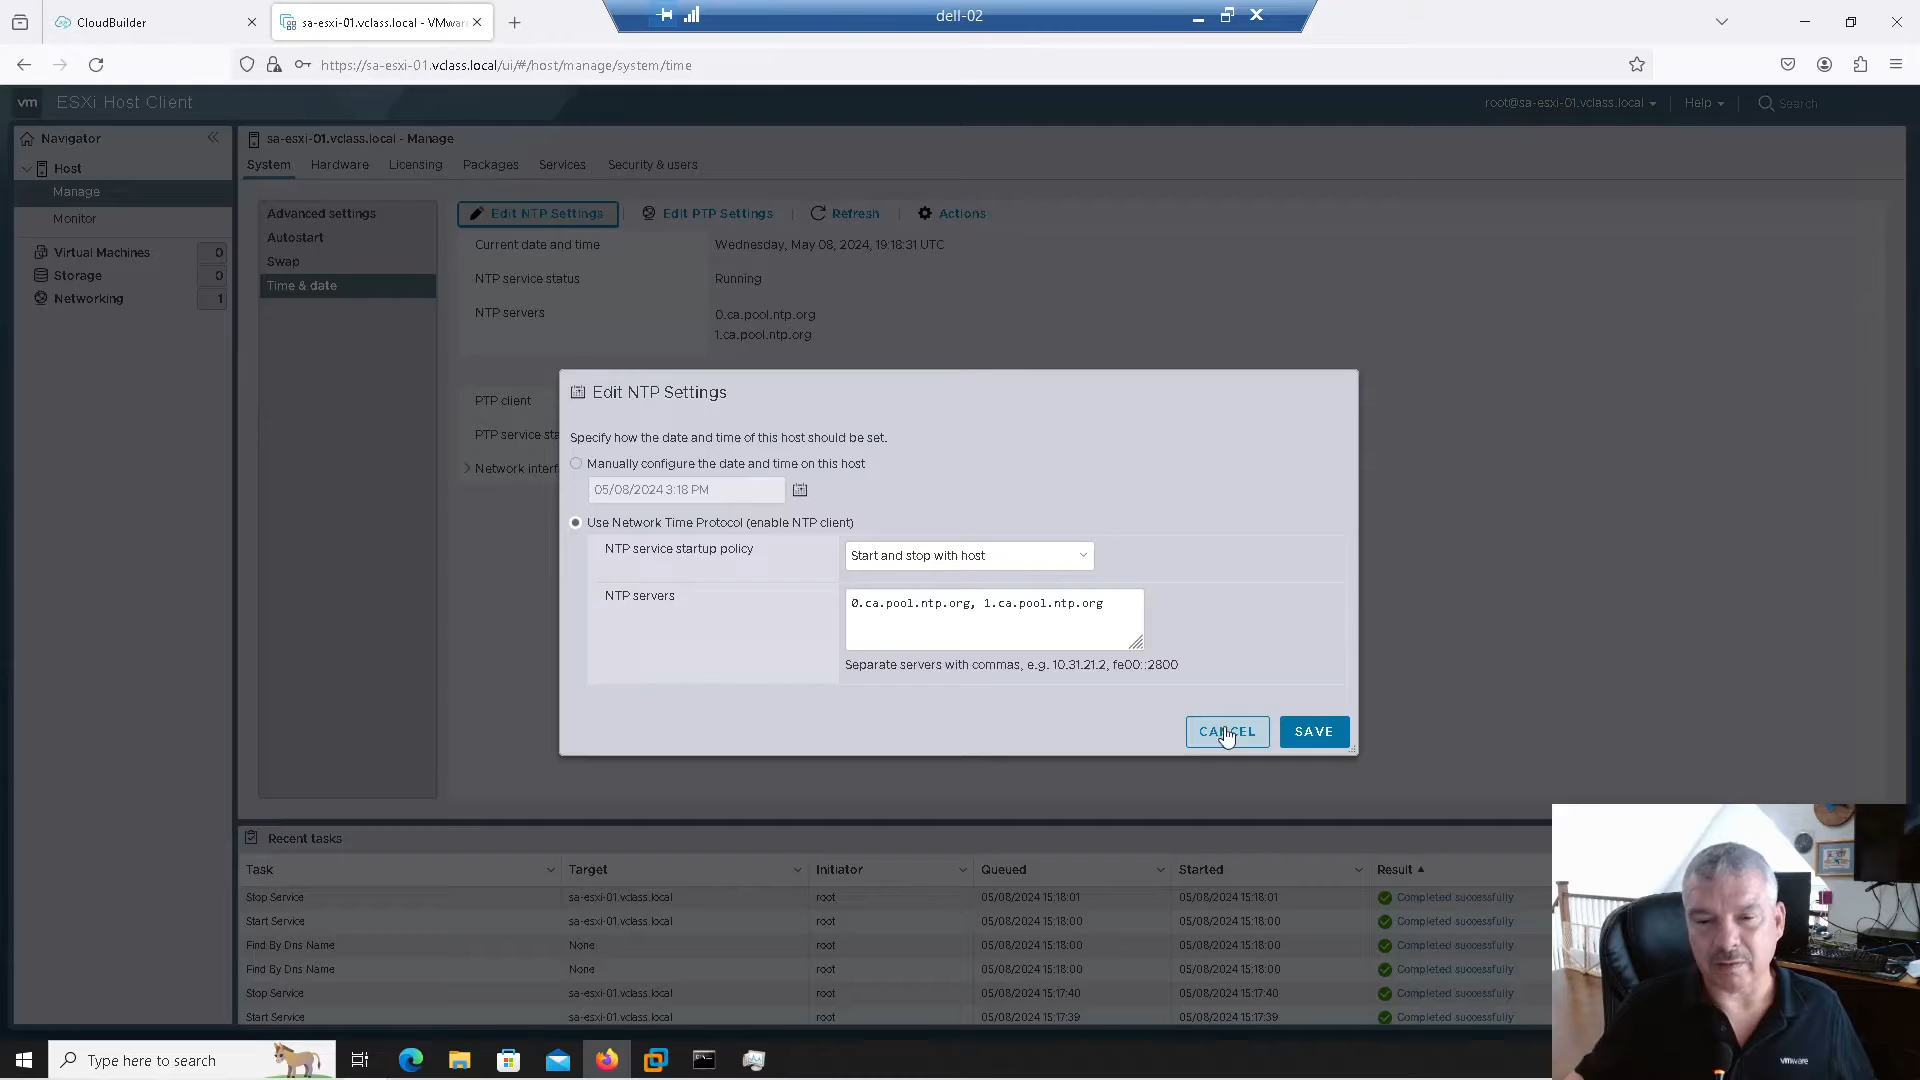 CloudBuilder
sa-esxi-01.vclass.local - VMwar
dell-02
https://sa-esxi-01.vclass.local/ui/#/host/manage/system/time
vm ESXi Host Client
root@sa-esxi-01.vclass.local
Help
Search
Navigator
Host
Manage
Monitor
Virtual Machines 0
Storage 0
Networking 1
sa-esxi-01.vclass.local - Manage
System Hardware Licensing Packages Services Security & users
Advanced settings
Autostart
Swap
Time & date
Edit NTP Settings Edit PTP Settings Refresh Actions
Current date and time Wednesday, May 08, 2024, 19:18:31 UTC
NTP service status Running
NTP servers 0.ca.pool.ntp.org
1.ca.pool.ntp.org
PTP client
PTP service sta
Network interf
Edit NTP Settings
Specify how the date and time of this host should be set.
Manually configure the date and time on this host
05/08/2024 3:18 PM
Use Network Time Protocol (enable NTP client)
NTP service startup policy Start and stop with host
NTP servers 0.ca.pool.ntp.org, 1.ca.pool.ntp.org
Separate servers with commas, e.g. 10.31.21.2, fe00::2800
CANCEL SAVE
Recent tasks
Task Target Initiator Queued Started Result
Stop Service sa-esxi-01.vclass.local root 05/08/2024 15:18:01 05/08/2024 15:18:01 Completed successfully
Start Service sa-esxi-01.vclass.local root 05/08/2024 15:18:00 05/08/2024 15:18:00 Completed successfully
Find By Dns Name None root 05/08/2024 15:18:00 05/08/2024 15:18:00 Completed successfully
Find By Dns Name None root 05/08/2024 15:18:00 05/08/2024 15:18:00 Completed successfully
Stop Service sa-esxi-01.vclass.local root 05/08/2024 15:17:40 05/08/2024 15:17:40 Completed successfully
Start Service sa-esxi-01.vclass.local root 05/08/2024 15:17:39 05/08/2024 15:17:39 Completed successfully
Type here to search
vmware